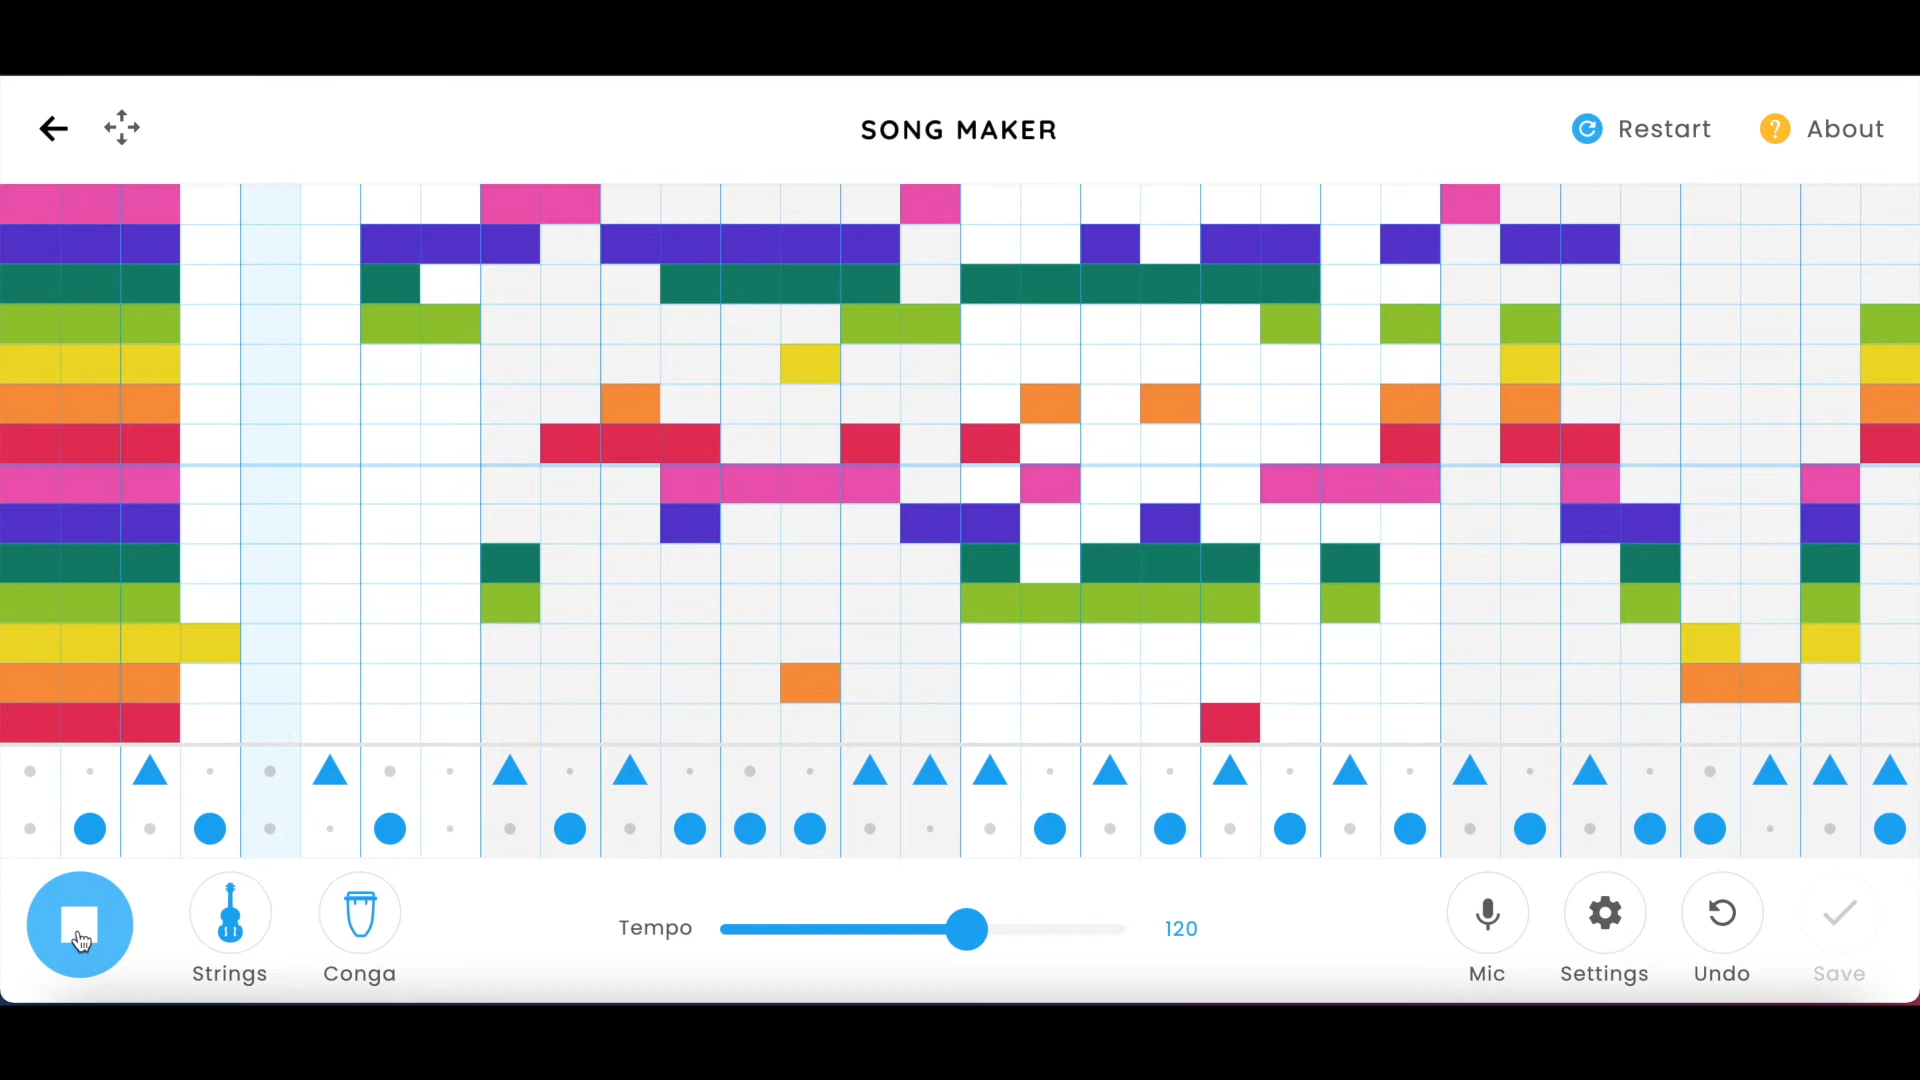 SONG MAKER
Restart
? About
Strings
Conga
Tempo
120
Mic
Settings
Undo
Save